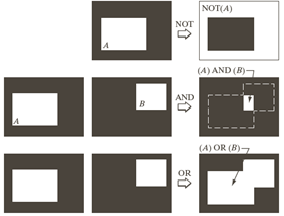 NOT
NOT(A)
A
(A) AND (B)
A
B
AND
(A) OR (B)
OR